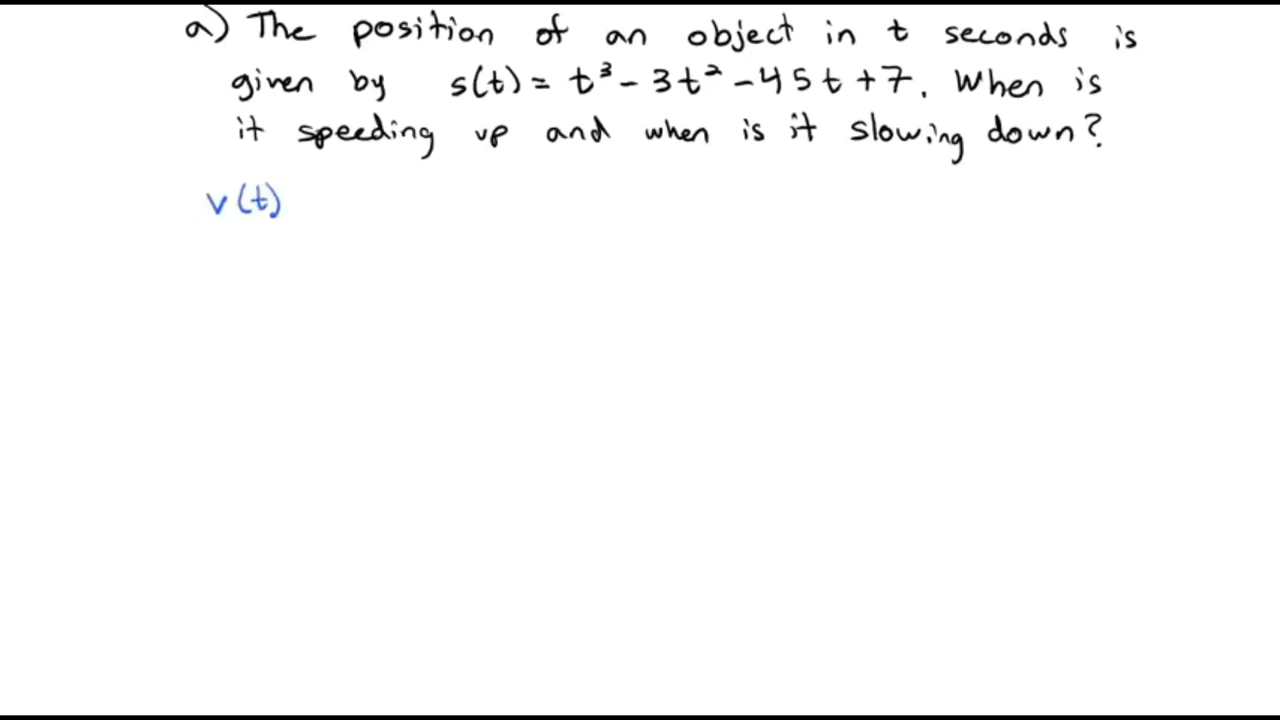 a) The position of an object in t seconds is
given by s(t) = t³ - 3t² - 45t + 7. When is
it speeding up and when is it slowing down?
v(t)